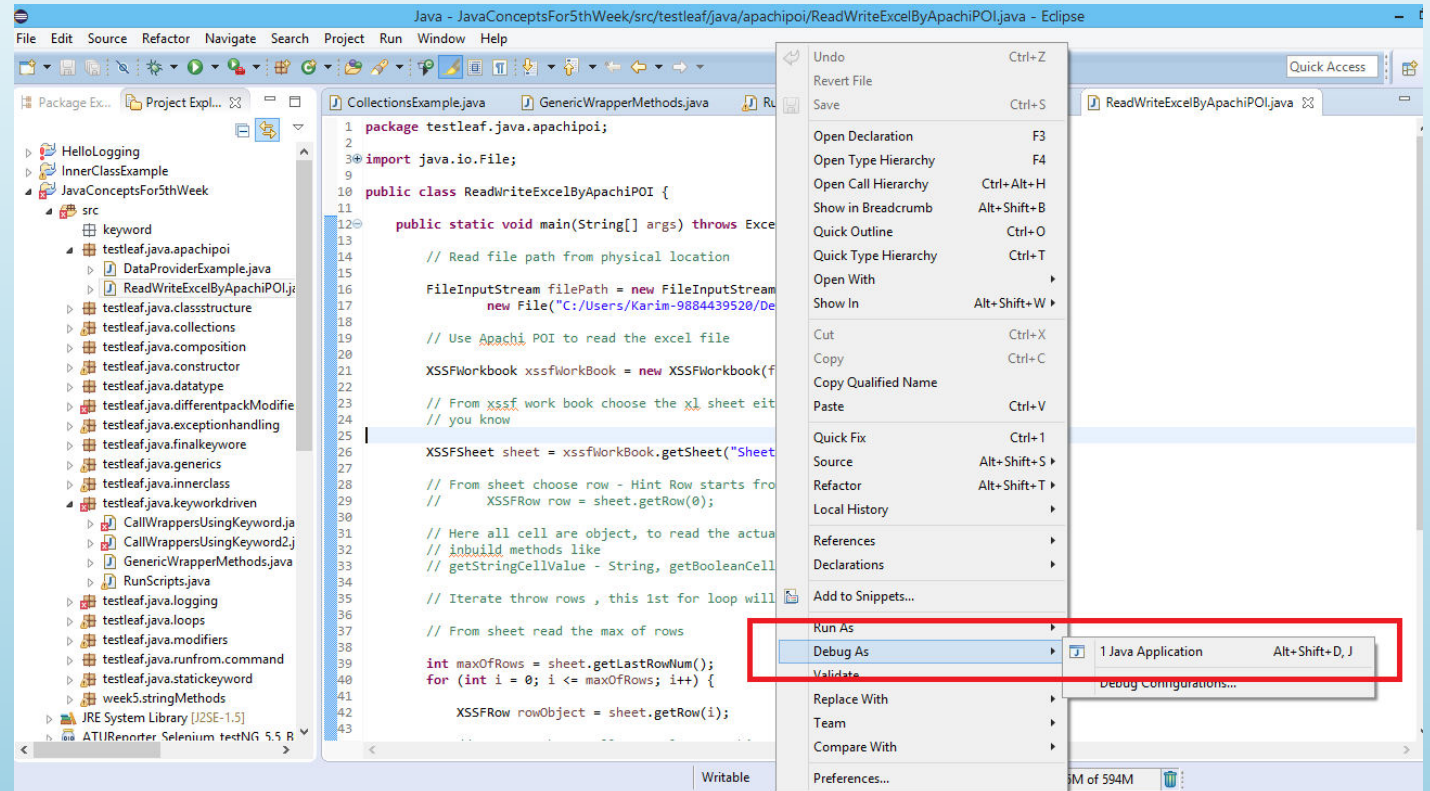 Java - JavaConceptsFor5thWeek/src/testleaf/java/apachipoi/ReadWriteExcelByApachiPOI.java - Eclipse
File Edit Source Refactor Navigate Search Project Run Window Help
Quick Access
Package Ex... Project Expl...
HelloLogging
InnerClassExample
JavaConceptsFor5thWeek
src
keyword
testleaf.java.apachipoi
DataProviderExample.java
ReadWriteExcelByApachiPOI.ja
testleaf.java.classstructure
testleaf.java.collections
testleaf.java.composition
testleaf.java.constructor
testleaf.java.datatype
testleaf.java.differentpackModifie
testleaf.java.exceptionhandling
testleaf.java.finalkeywore
testleaf.java.generics
testleaf.java.innerclass
testleaf.java.keyworkdriven
CallWrappersUsingKeyword.ja
CallWrappersUsingKeyword2.j
GenericWrapperMethods.java
RunScripts.java
testleaf.java.logging
testleaf.java.loops
testleaf.java.modifiers
testleaf.java.runfrom.command
testleaf.java.statickeyword
week5.stringMethods
JRE System Library [J2SE-1.5]
ATUReporter Selenium testNG 5.5 B
CollectionsExample.java GenericWrapperMethods.java Ru ReadWriteExcelByApachiPOI.java
1 package testleaf.java.apachipoi;
2
3 import java.io.File;
9
10 public class ReadWriteExcelByApachiPOI {
11
12 public static void main(String[] args) throws Exce
13
14 // Read file path from physical location
15
16 FileInputStream filePath = new FileInputStream
17 new File("C:/Users/Karim-9884439520/De
18
19 // Use Apachi POI to read the excel file
20
21 XSSFWorkbook xssfWorkBook = new XSSFWorkbook(f
22
23 // From xssf work book choose the xl sheet eit
24 // you know
25
26 XSSFSheet sheet = xssfWorkBook.getSheet("Sheet
27
28 // From sheet choose row - Hint Row starts fro
29 // XSSFRow row = sheet.getRow(0);
30
31 // Here all cell are object, to read the actua
32 // inbuild methods like
33 // getStringCellValue - String, getBooleanCell
34
35 // Iterate throw rows , this 1st for loop will
36
37 // From sheet read the max of rows
38
39 int maxOfRows = sheet.getLastRowNum();
40 for (int i = 0; i <= maxOfRows; i++) {
41
42 XSSFRow rowObject = sheet.getRow(i);
43
Undo Ctrl+Z
Revert File
Save Ctrl+S
Open Declaration F3
Open Type Hierarchy F4
Open Call Hierarchy Ctrl+Alt+H
Show in Breadcrumb Alt+Shift+B
Quick Outline Ctrl+O
Quick Type Hierarchy Ctrl+T
Open With
Show In Alt+Shift+W
Cut Ctrl+X
Copy Ctrl+C
Copy Qualified Name
Paste Ctrl+V
Quick Fix Ctrl+1
Source Alt+Shift+S
Refactor Alt+Shift+T
Local History
References
Declarations
Add to Snippets...
Run As
Debug As
Validate
Replace With
Team
Compare With
Preferences...
1 Java Application Alt+Shift+D, J
Debug Configurations...
Writable
M of 594M